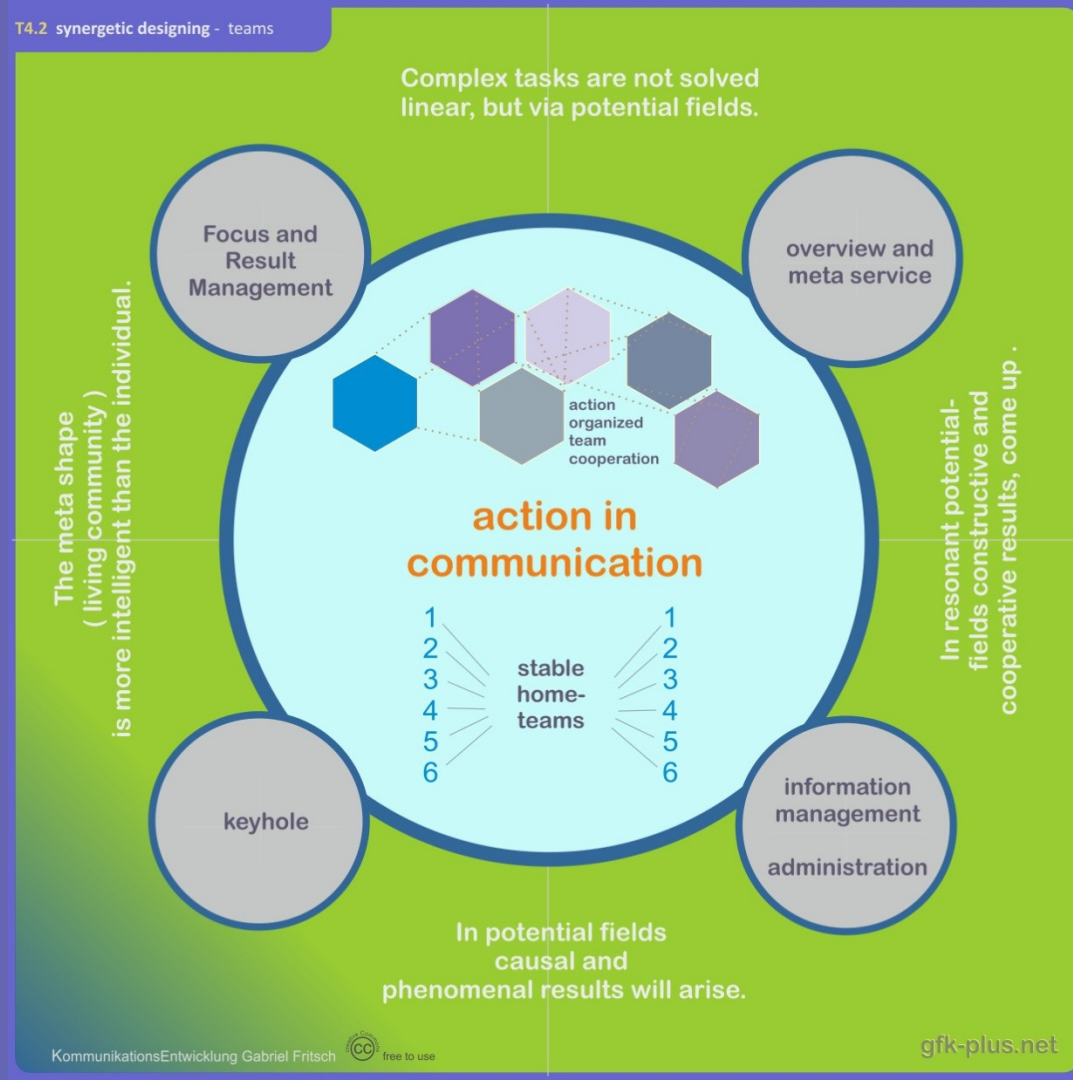 T4.2 synergetic designing - teams
Complex tasks are not solved
linear, but via potential fields.
Focus and
Result
Management
overview and
meta service
The meta shape
( living community )
is more intelligent than the individual.
action
organized
team
cooperation
action in
communication
In resonant potential-
fields constructive and
cooperative results, come up .
1
2
3
4
5
6
stable
home-
teams
1
2
3
4
5
6
keyhole
information
management
administration
In potential fields
causal and
phenomenal results will arise.
KommunikationsEntwicklung Gabriel Fritsch
creative commons
cc
free to use
gfk-plus.net